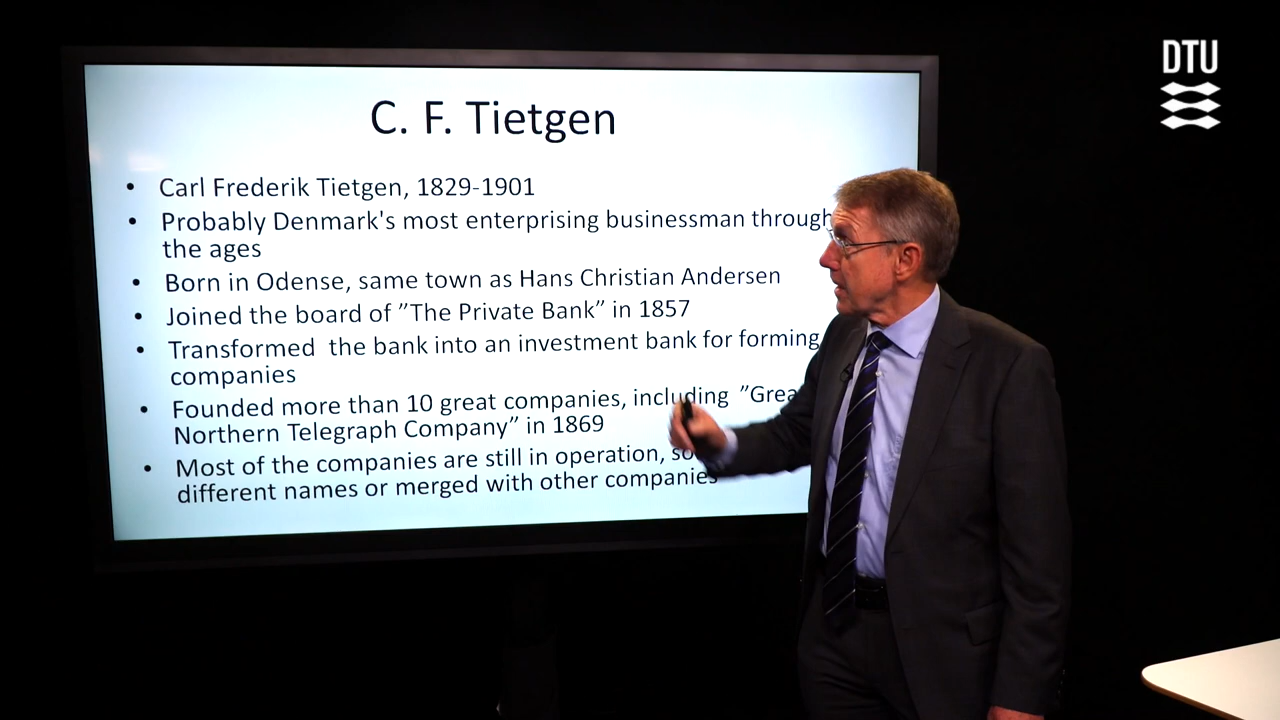 DTU
C. F. Tietgen
• Carl Frederik Tietgen, 1829-1901
• Probably Denmark's most enterprising businessman through
the ages
• Born in Odense, same town as Hans Christian Andersen
• Joined the board of ”The Private Bank” in 1857
• Transformed the bank into an investment bank for forming
companies
• Founded more than 10 great companies, including
Northern Telegraph Company” in 1869
• Most of the companies are still in operation,
different names or merged with other companies